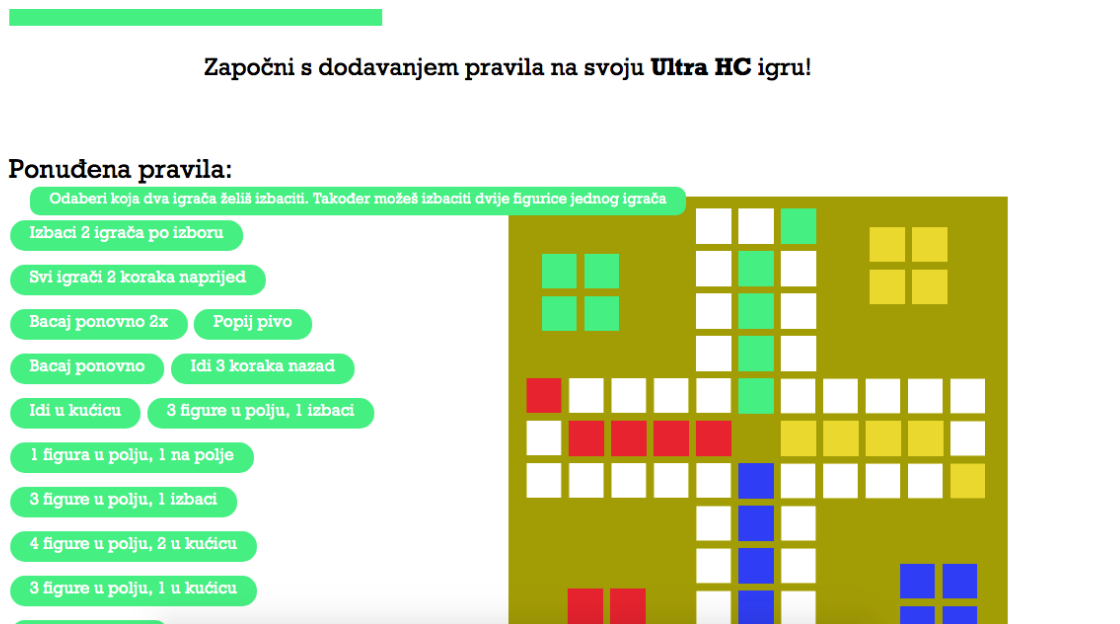 Započni s dodavanjem pravila na svoju Ultra HC igru!
Ponuđena pravila:
Odaberi koja dva igrača želiš izbaciti. Također možeš izbaciti dvije figurice jednog igrača
Izbaci 2 igrača po izboru
Svi igrači 2 koraka naprijed
Bacaj ponovno 2x Popij pivo
Bacaj ponovno Idi 3 koraka nazad
Idi u kućicu 3 figure u polju, 1 izbaci
1 figura u polju, 1 na polje
3 figure u polju, 1 izbaci
4 figure u polju, 2 u kućicu
3 figure u polju, 1 u kućicu